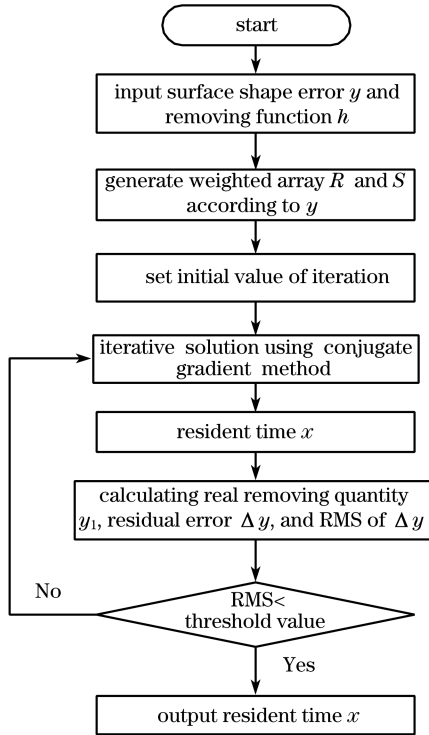 start
input surface shape error y and
removing function h
generate weighted array R and S
according to y
set initial value of iteration
iterative solution using conjugate
gradient method
resident time x
calculating real removing quantity
y₁, residual error Δy, and RMS of Δy
No
RMS<
threshold value
Yes
output resident time x